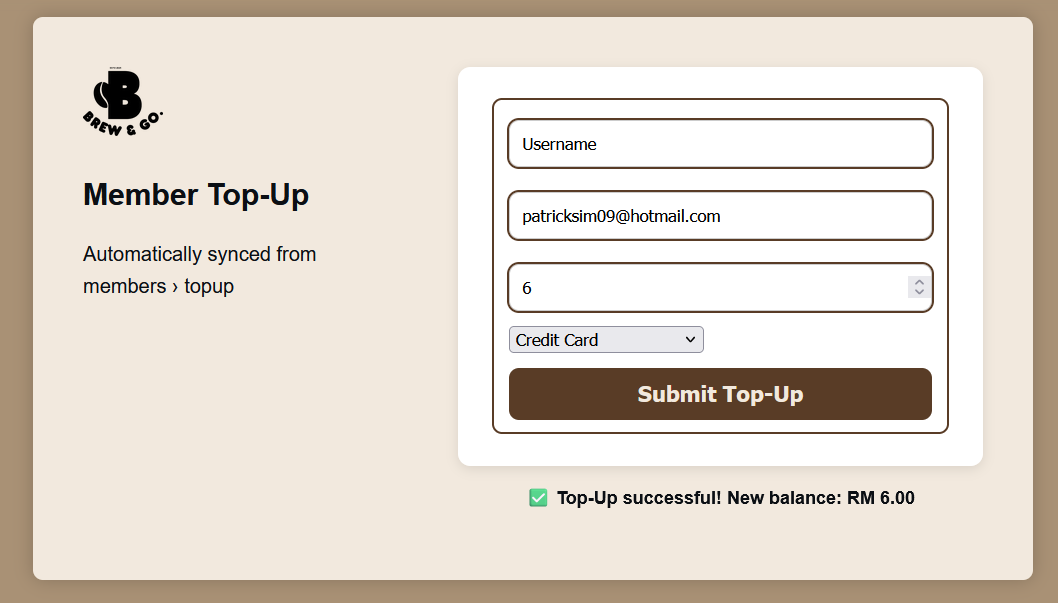 B
BREW & GO.
Member Top-Up
Automatically synced from
members › topup
Username
patricksim09@hotmail.com
6
Credit Card
Submit Top-Up
✅ Top-Up successful! New balance: RM 6.00